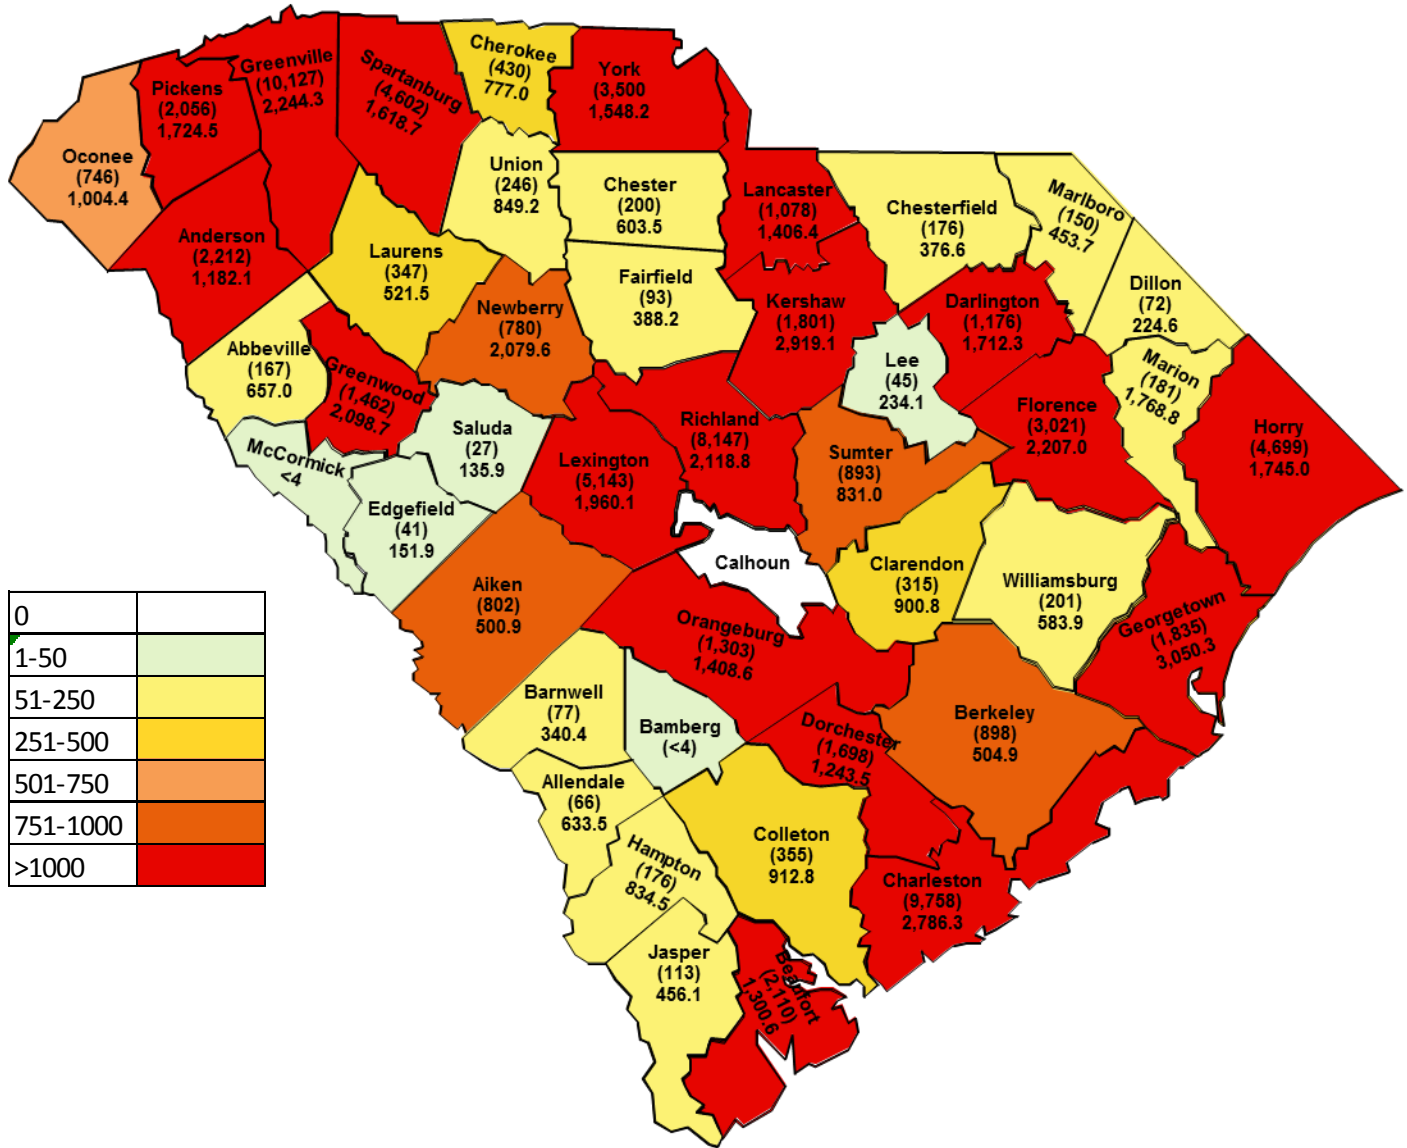 Cherokee
(430)
777.0
York
(3,500
1,548.2
Greenville
(10,127)
2,244.3
Spartanburg
(4,602)
1,618.7
Pickens
(2,056)
1,724.5
Oconee
(746)
1,004.4
Union
(246)
849.2
Chester
(200)
603.5
Lancaster
(1,078)
1,406.4
Chesterfield
(176)
376.6
Marlboro
(150)
453.7
Anderson
(2,212)
1,182.1
Laurens
(347)
521.5
Fairfield
(93)
388.2
Kershaw
(1,801)
2,919.1
Darlington
(1,176)
1,712.3
Dillon
(72)
224.6
Newberry
(780)
2,079.6
Abbeville
(167)
657.0
Greenwood
(1,462)
2,098.7
Lee
(45)
234.1
Marion
(181)
1,768.8
Saluda
(27)
135.9
Richland
(8,147)
2,118.8
Florence
(3,021)
2,207.0
Horry
(4,699)
1,745.0
McCormick
<4
Lexington
(5,143)
1,960.1
Sumter
(893)
831.0
Edgefield
(41)
151.9
Calhoun
Clarendon
(315)
900.8
Williamsburg
(201)
583.9
Aiken
(802)
500.9
Orangeburg
(1,303)
1,408.6
Georgetown
(1,835)
3,050.3
Barnwell
(77)
340.4
Bamberg
(<4)
Dorchester
(1,698)
1,243.5
Berkeley
(898)
504.9
Allendale
(66)
633.5
Hampton
(176)
834.5
Colleton
(355)
912.8
Charleston
(9,758)
2,786.3
Jasper
(113)
456.1
Beaufort
(2,110)
1,300.6
0
1-50
51-250
251-500
501-750
751-1000
>1000